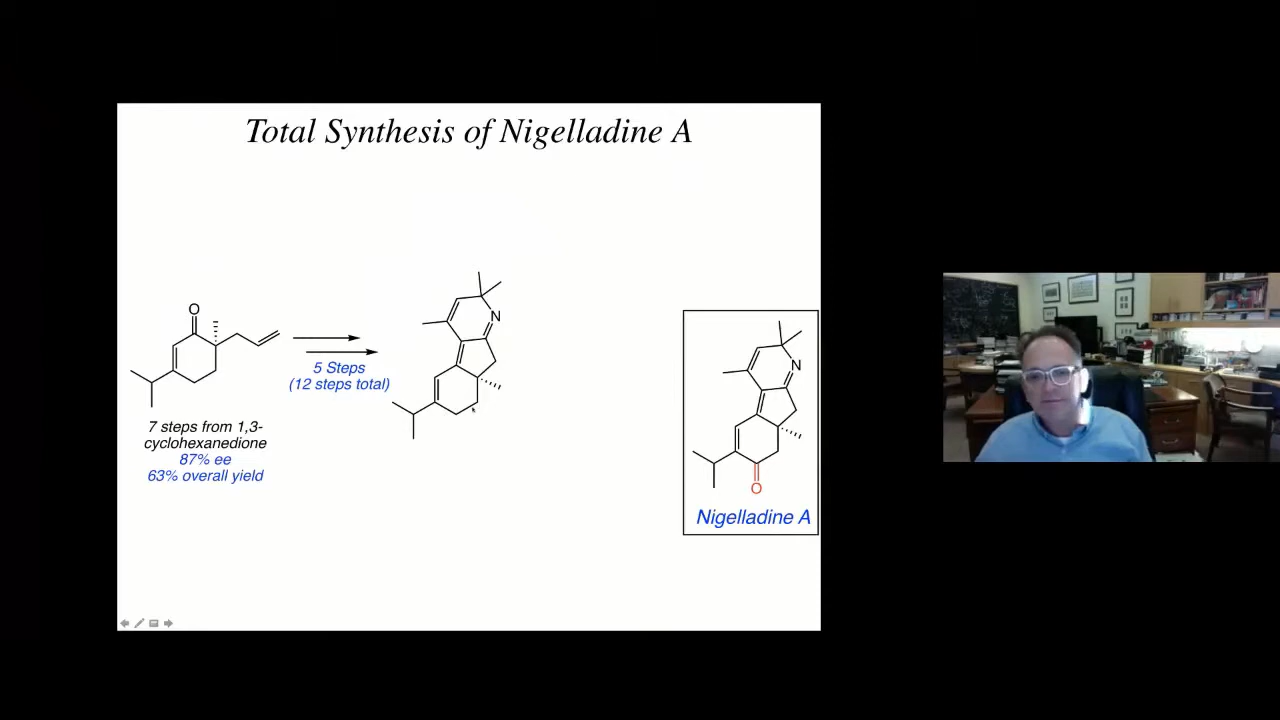 Total Synthesis of Nigelladine A
O
5 Steps
(12 steps total)
7 steps from 1,3-
cyclohexanedione
87% ee
63% overall yield
N
N
O
Nigelladine A